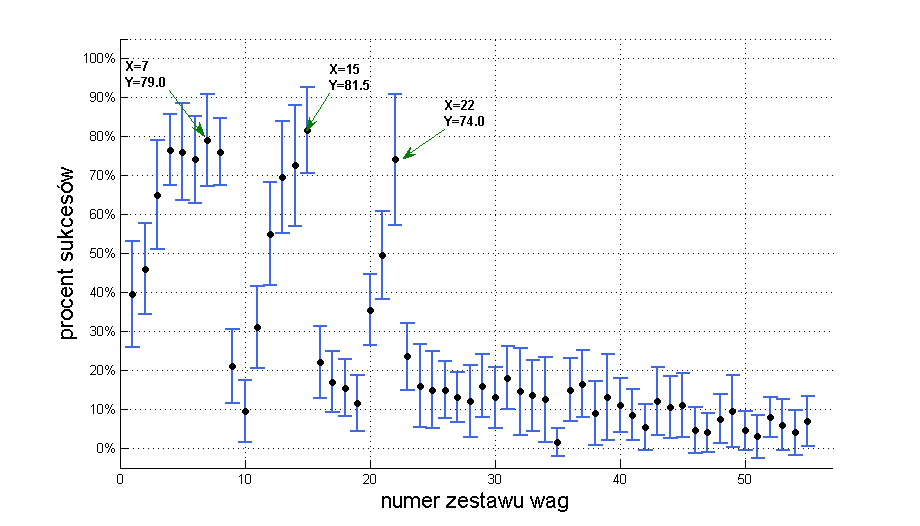 100%
X=7
Y=79.0
X=15
Y=81.5
X=22
Y=74.0
90%
80%
70%
60%
50%
40%
30%
20%
10%
0%
procent sukcesów
0 10 20 30 40 50
numer zestawu wag